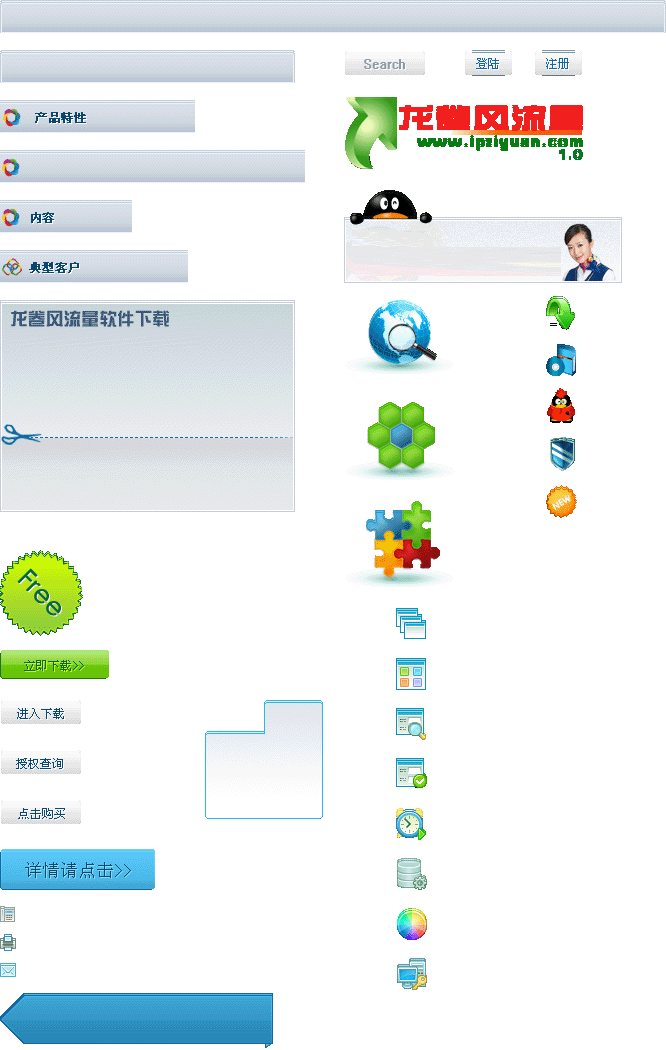 Search
登陆
注册
产品特性
龙卷风流量
www.ipziyuan.com
1.0
内容
典型客户
龙卷风流量软件下载
NEW
Free
立即下载>>
进入下载
授权查询
点击购买
详情请点击>>